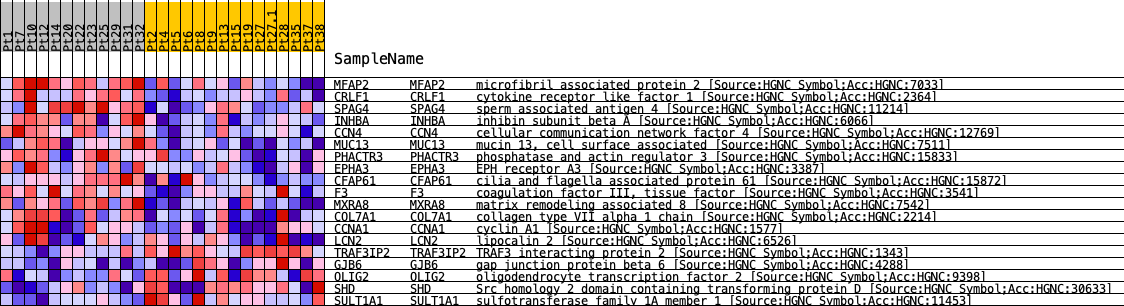 Pt1 Pt7 Pt10 Pt12 Pt14 Pt20 Pt22 Pt23 Pt25 Pt29 Pt31 Pt32 Pt2 Pt4 Pt5 Pt6 Pt8 Pt9 Pt13 Pt15 Pt19 Pt27 Pt27.1 Pt28 Pt35 Pt37 Pt38
SampleName
MFAP2 MFAP2 microfibril associated protein 2 [Source:HGNC Symbol;Acc:HGNC:7033]
CRLF1 CRLF1 cytokine receptor like factor 1 [Source:HGNC Symbol;Acc:HGNC:2364]
SPAG4 SPAG4 sperm associated antigen 4 [Source:HGNC Symbol;Acc:HGNC:11214]
INHBA INHBA inhibin subunit beta A [Source:HGNC Symbol;Acc:HGNC:6066]
CCN4 CCN4 cellular communication network factor 4 [Source:HGNC Symbol;Acc:HGNC:12769]
MUC13 MUC13 mucin 13, cell surface associated [Source:HGNC Symbol;Acc:HGNC:7511]
PHACTR3 PHACTR3 phosphatase and actin regulator 3 [Source:HGNC Symbol;Acc:HGNC:15833]
EPHA3 EPHA3 EPH receptor A3 [Source:HGNC Symbol;Acc:HGNC:3387]
CFAP61 CFAP61 cilia and flagella associated protein 61 [Source:HGNC Symbol;Acc:HGNC:15872]
F3 F3 coagulation factor III, tissue factor [Source:HGNC Symbol;Acc:HGNC:3541]
MXRA8 MXRA8 matrix remodeling associated 8 [Source:HGNC Symbol;Acc:HGNC:7542]
COL7A1 COL7A1 collagen type VII alpha 1 chain [Source:HGNC Symbol;Acc:HGNC:2214]
CCNA1 CCNA1 cyclin A1 [Source:HGNC Symbol;Acc:HGNC:1577]
LCN2 LCN2 lipocalin 2 [Source:HGNC Symbol;Acc:HGNC:6526]
TRAF3IP2 TRAF3IP2 TRAF3 interacting protein 2 [Source:HGNC Symbol;Acc:HGNC:1343]
GJB6 GJB6 gap junction protein beta 6 [Source:HGNC Symbol;Acc:HGNC:4288]
OLIG2 OLIG2 oligodendrocyte transcription factor 2 [Source:HGNC Symbol;Acc:HGNC:9398]
SHD SHD Src homology 2 domain containing transforming protein D [Source:HGNC Symbol;Acc:HGNC:30633]
SULT1A1 SULT1A1 sulfotransferase family 1A member 1 [Source:HGNC Symbol;Acc:HGNC:11453]